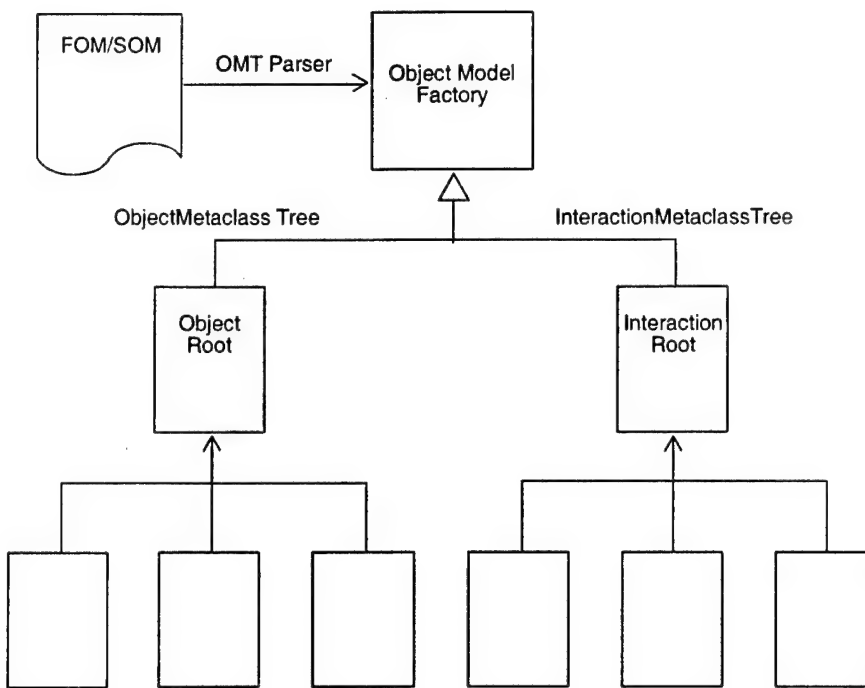 FOM/SOM
OMT Parser
Object Model
Factory
ObjectMetaclass Tree
InteractionMetaclassTree
Object
Root
Interaction
Root